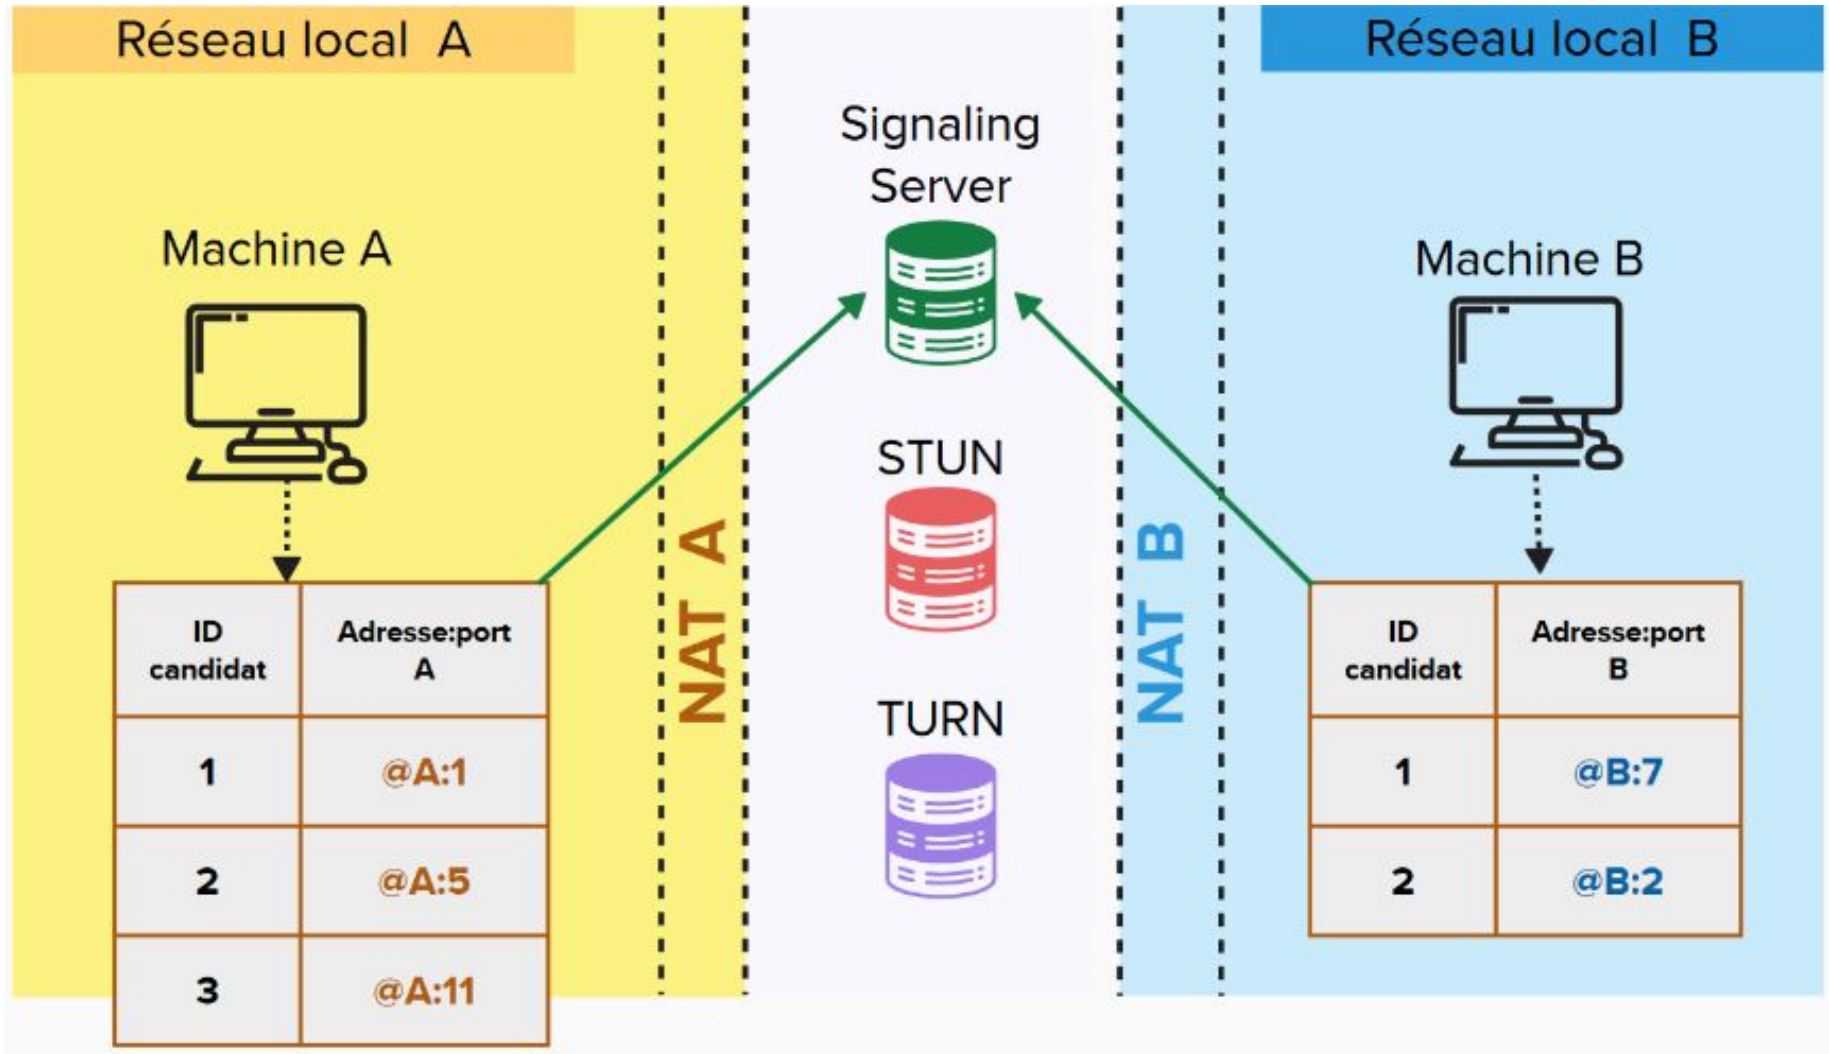 Réseau local A
Réseau local B
Signaling
Server
Machine A
Machine B
STUN
TURN
NAT A
NAT B
ID
candidat
Adresse:port
A
1
@A:1
2
@A:5
3
@A:11
ID
candidat
Adresse:port
B
1
@B:7
2
@B:2